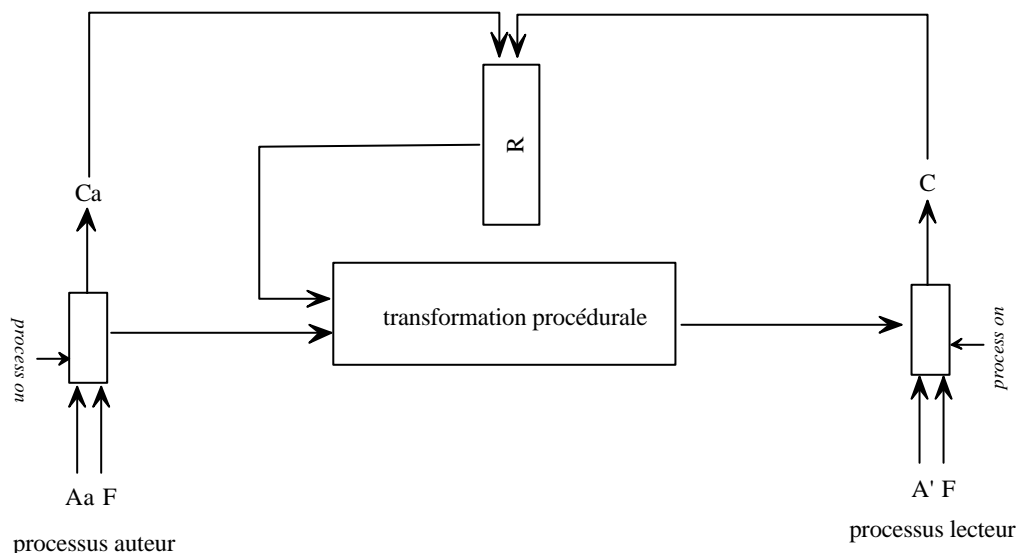 R
Ca
C
transformation procédurale
process on
process on
Aa F
A' F
processus auteur
processus lecteur